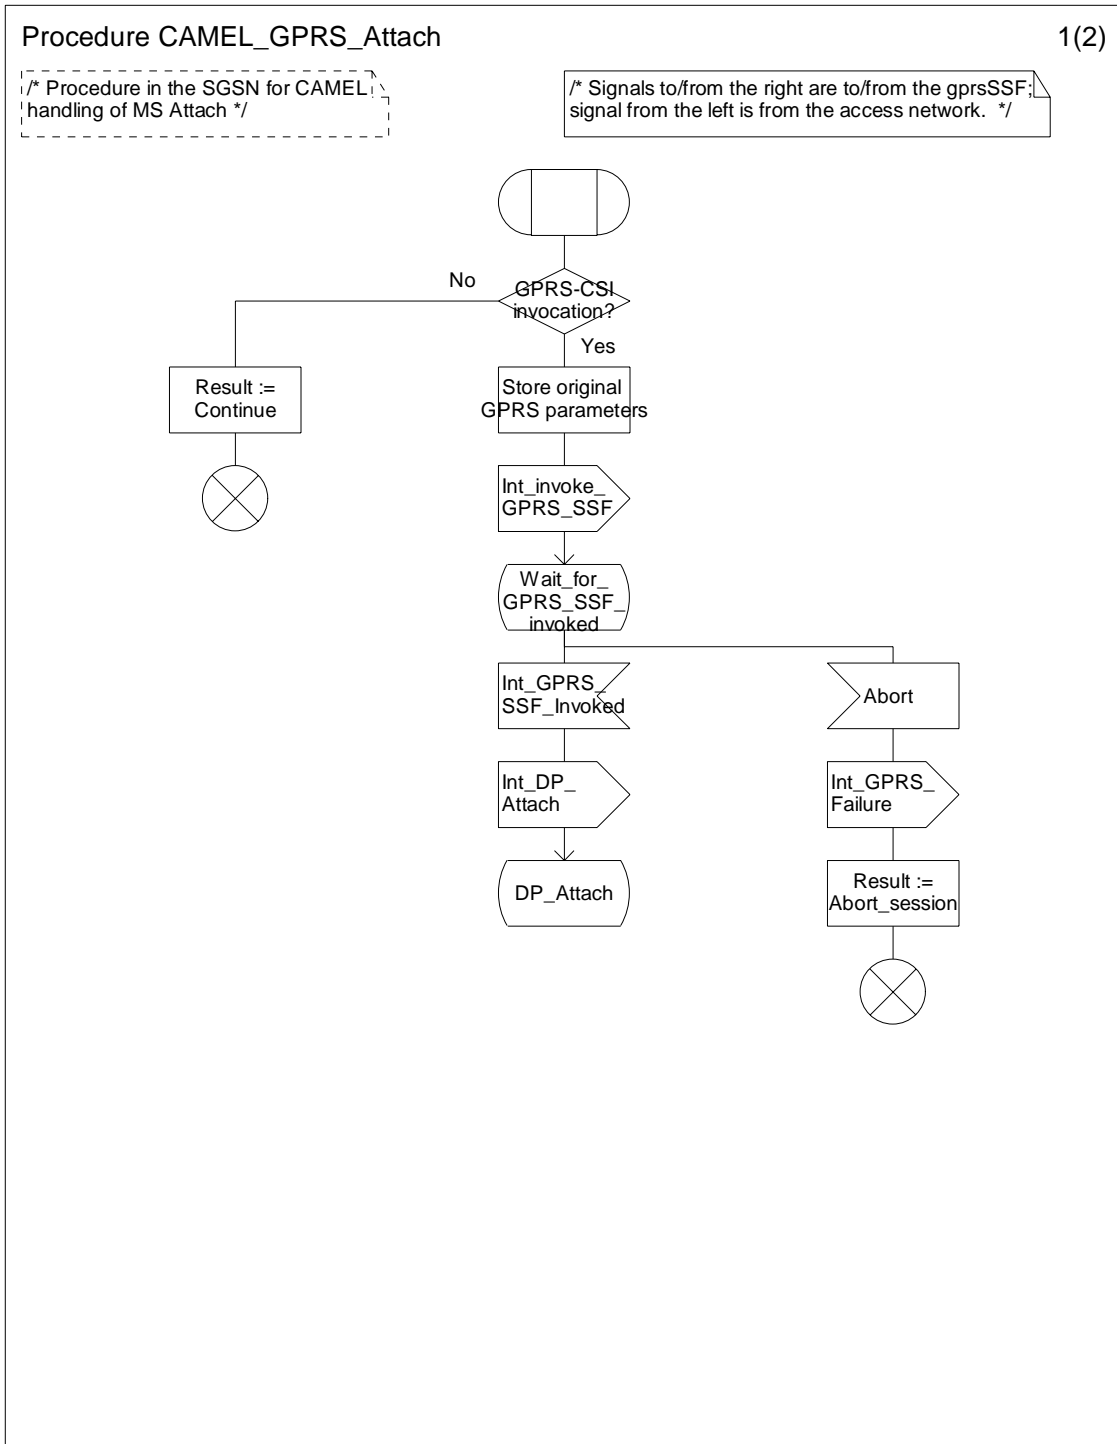 Procedure CAMEL_GPRS_Attach
1(2)
/* Procedure in the SGSN for CAMEL
handling of MS Attach */
/* Signals to/from the right are to/from the gprsSSF;
signal from the left is from the access network.  */
No
GPRS-CSI
invocation?
Yes
Result :=
Continue
Store original
GPRS parameters
Int_invoke_
GPRS_SSF
Wait_for_
GPRS_SSF_
invoked
Int_GPRS_
SSF_Invoked
Abort
Int_DP_
Attach
Int_GPRS_
Failure
DP_Attach
Result :=
Abort_session